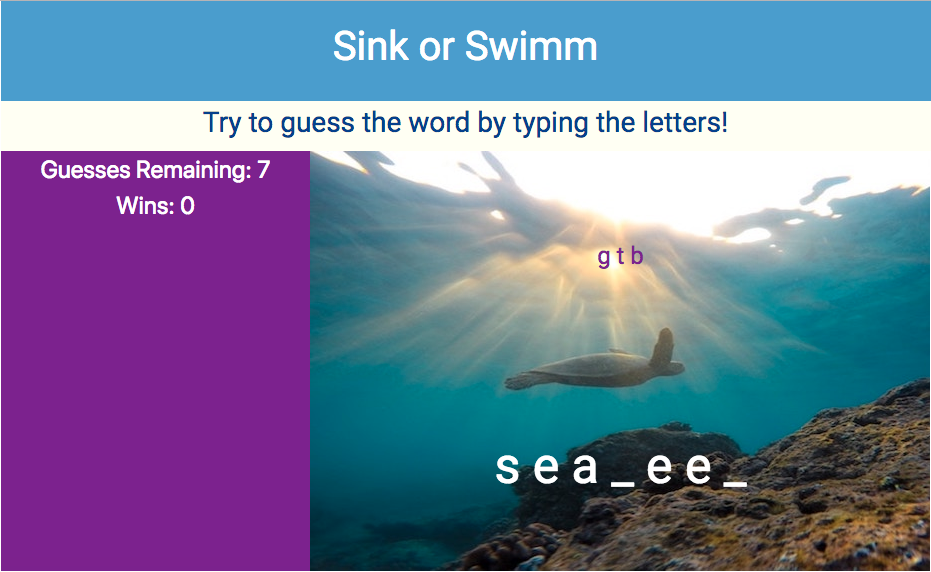 Sink or Swimm
Try to guess the word by typing the letters!
Guesses Remaining: 7
Wins: 0
g t b
s e a _ e e _